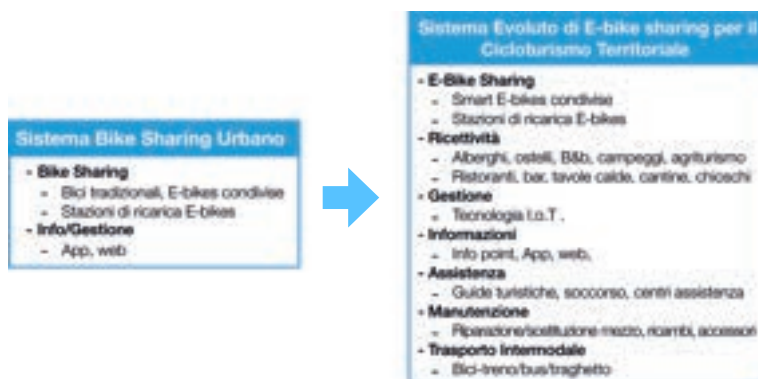 Sistema Bike Sharing Urbano
- Bike Sharing
- Bici tradizionali, E-bikes condivise
- Stazioni di ricarica E-bikes
- Info/Gestione
- App, web
Sistema Evoluto di E-bike sharing per il
Cicloturismo Territoriale
- E-Bike Sharing
- Smart E-bikes condivise
- Stazioni di ricarica E-bikes
- Ricettività
- Alberghi, ostelli, B&b, campeggi, agriturismo
- Ristoranti, bar, tavole calde, cantine, chioschi
- Gestione
- Tecnologia I.o.T .
- Informazioni
- Info point, App, web,
- Assistenza
- Guide turistiche, soccorso, centri assistenza
- Manutenzione
- Riparazione/sostituzione mezzo, ricambi, accessori
- Trasporto Intermodale
- Bici-treno/bus/traghetto